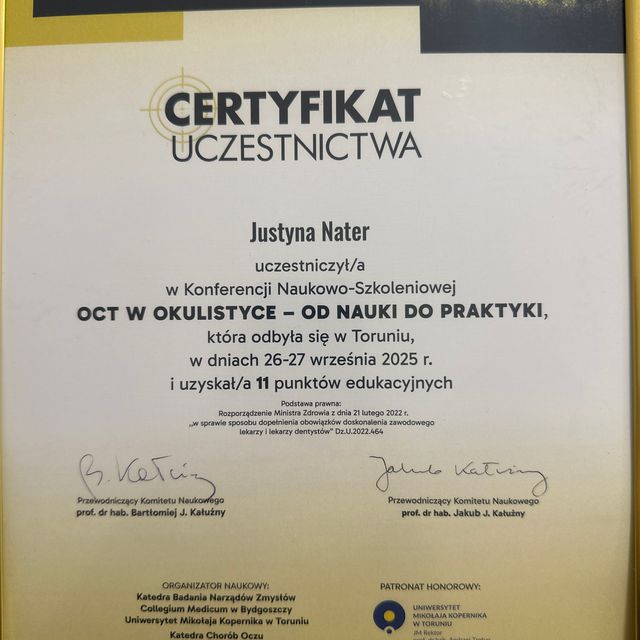 CERTYFIKAT
UCZESTNICTWA
Justyna Nater
uczestniczył/a
w Konferencji Naukowo-Szkoleniowej
OCT W OKULISTYCE – OD NAUKI DO PRAKTYKI,
która odbyła się w Toruniu,
w dniach 26-27 września 2025 r.
i uzyskał/a 11 punktów edukacyjnych
Podstawa prawna:
Rozporządzenie Ministra Zdrowia z dnia 21 lutego 2022 r.
„w sprawie sposobu dopełnienia obowiązków doskonalenia zawodowego
lekarzy i lekarzy dentystów" Dz.U.2022.464
Przewodniczący Komitetu Naukowego
prof. dr hab. Bartłomiej J. Kałużny
Przewodniczący Komitetu Naukowego
prof. dr hab. Jakub J. Kałużny
ORGANIZATOR NAUKOWY:
Katedra Badania Narządów Zmysłów
Collegium Medicum w Bydgoszczy
Uniwersytet Mikołaja Kopernika w Toruniu
Katedra Chorób Oczu
PATRONAT HONOROWY:
UNIWERSYTET
MIKOŁAJA KOPERNIKA
W TORUNIU
JM Rektor